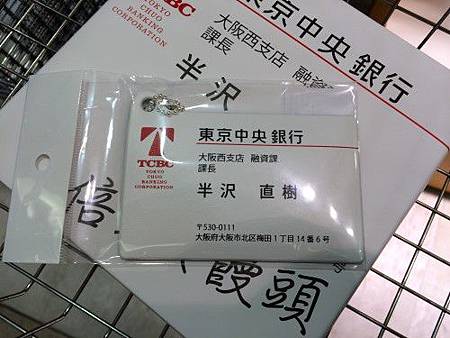 TCBC
TOKYO
CHUO
BANKING
CORPORATION
東京中央銀行
大阪西支店 融資
課長
半沢
倍
饅頭
号
TCBC
TOKYO
CHUO
BANKING
CORPORATION
東京中央銀行
大阪西支店 融資課
課長
半沢 直樹
〒530-0111
大阪府大阪市北区梅田1丁目14番6号